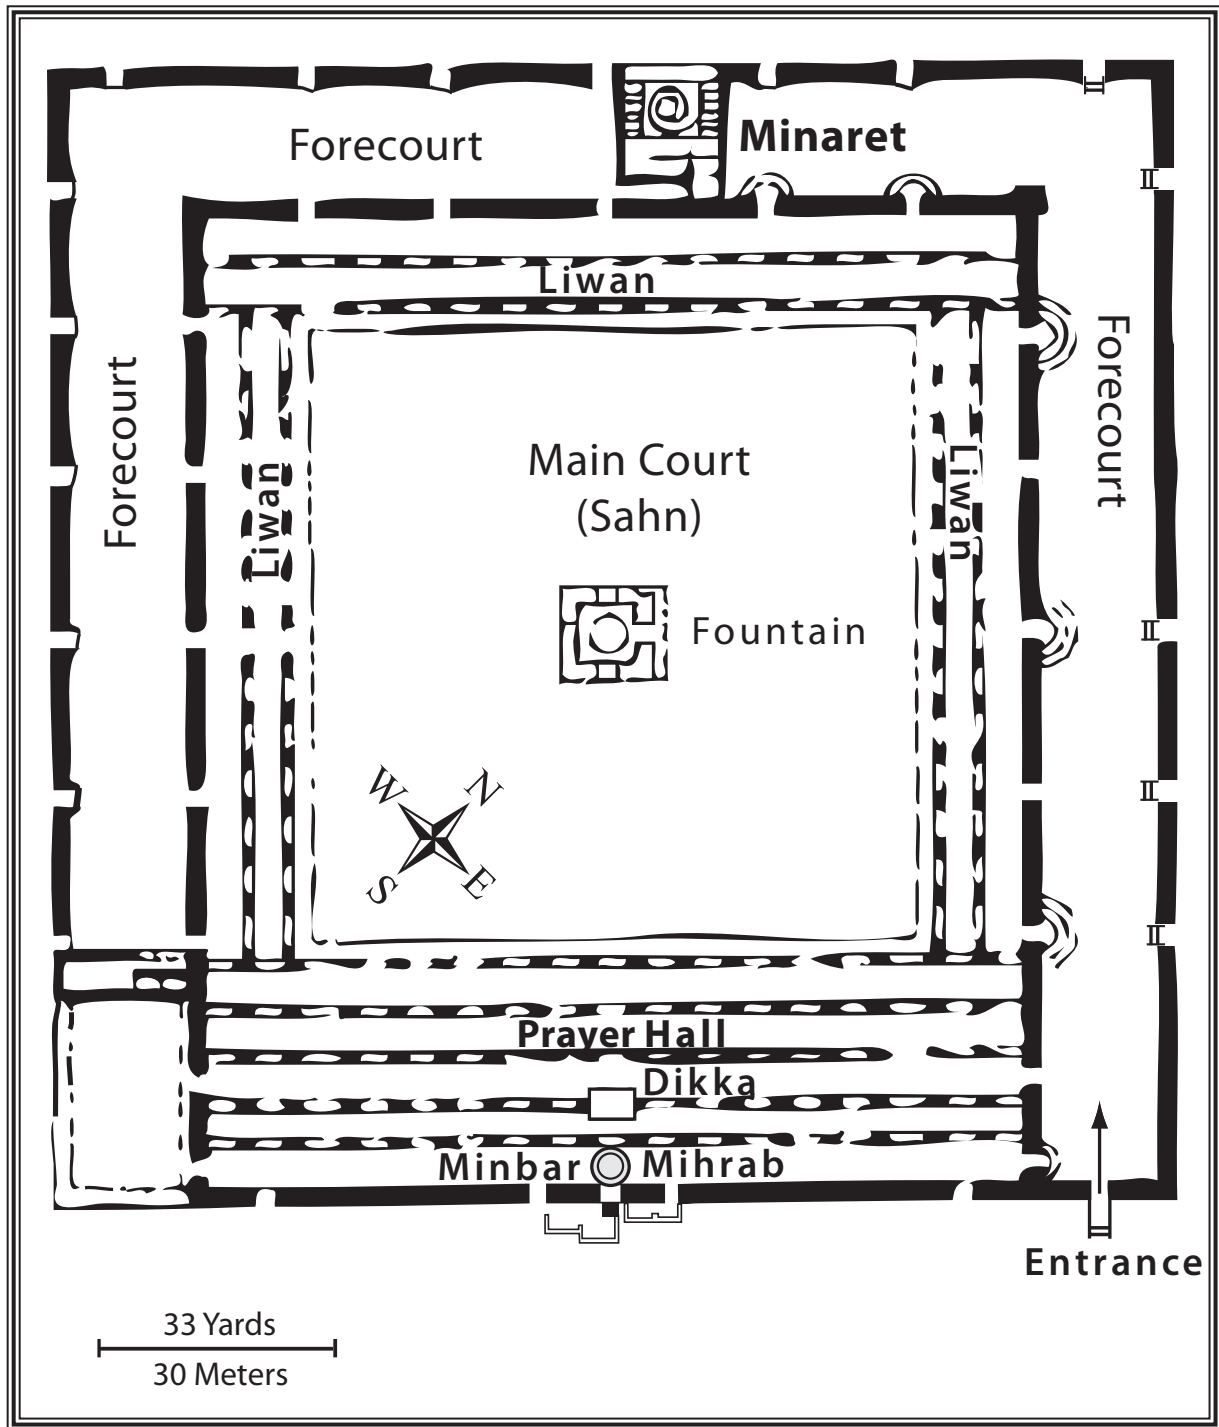 Forecourt
Minaret
Liwan
Forecourt
Forecourt
Main Court
(Sahn)
Liwan
Liwan
Fountain
W
N
S
E
Prayer Hall
Dikka
Minbar
Mihrab
Entrance
33 Yards
30 Meters